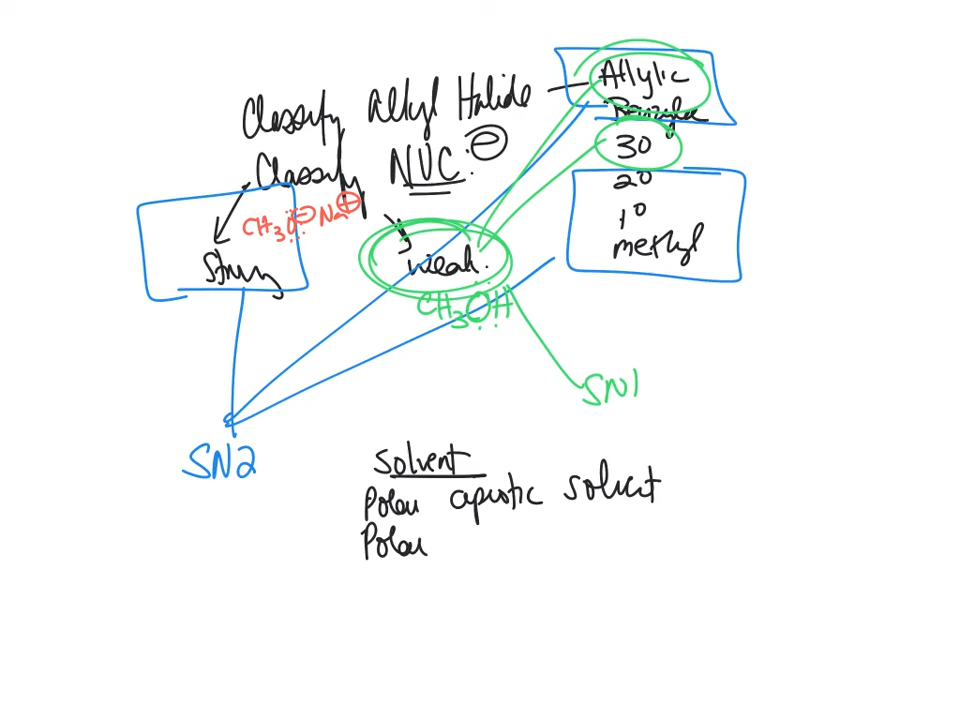 Classify Alkyl Halide — Allylic
Benzylic
Classify NUC:⊖
3°
2°
1°
methyl
CH3O⊖ Na⊕
Strong
weak
CH3OH
SN1
SN2
Solvent
Polar aprotic solvent
Polar